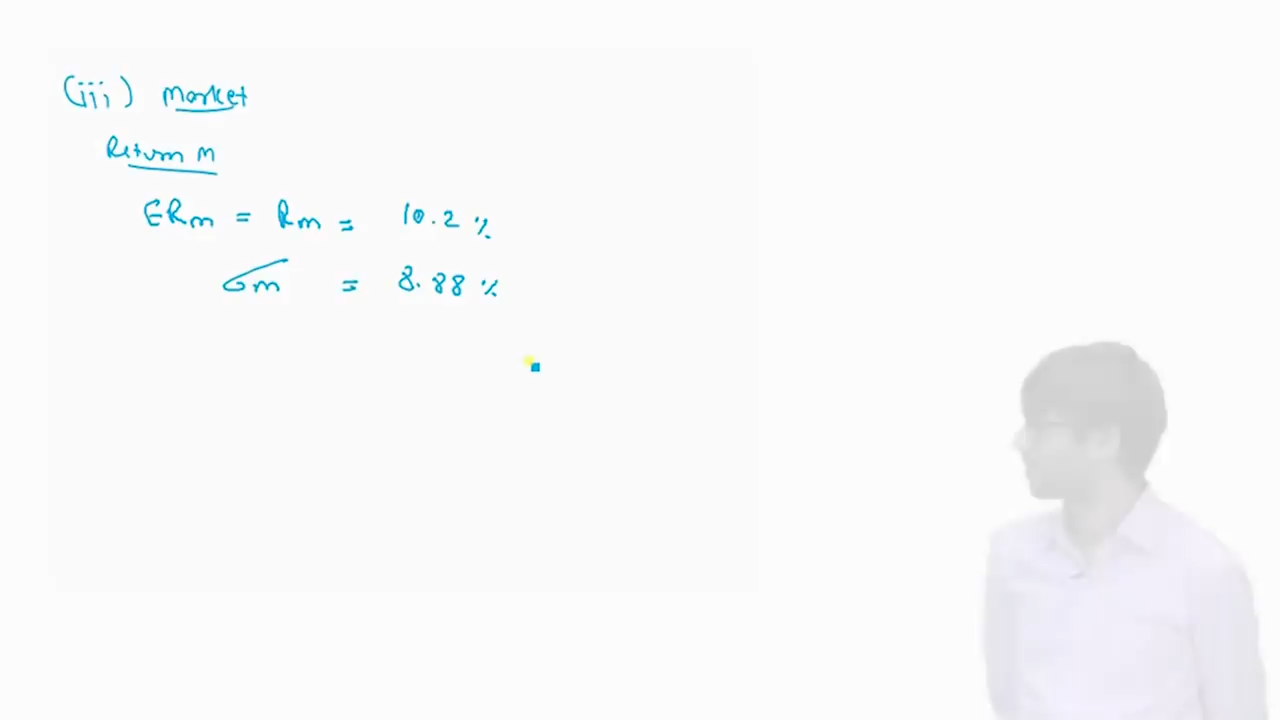 (iii) Market
Return M
ERm = Rm = 10.2 %
σm = 8.88 %